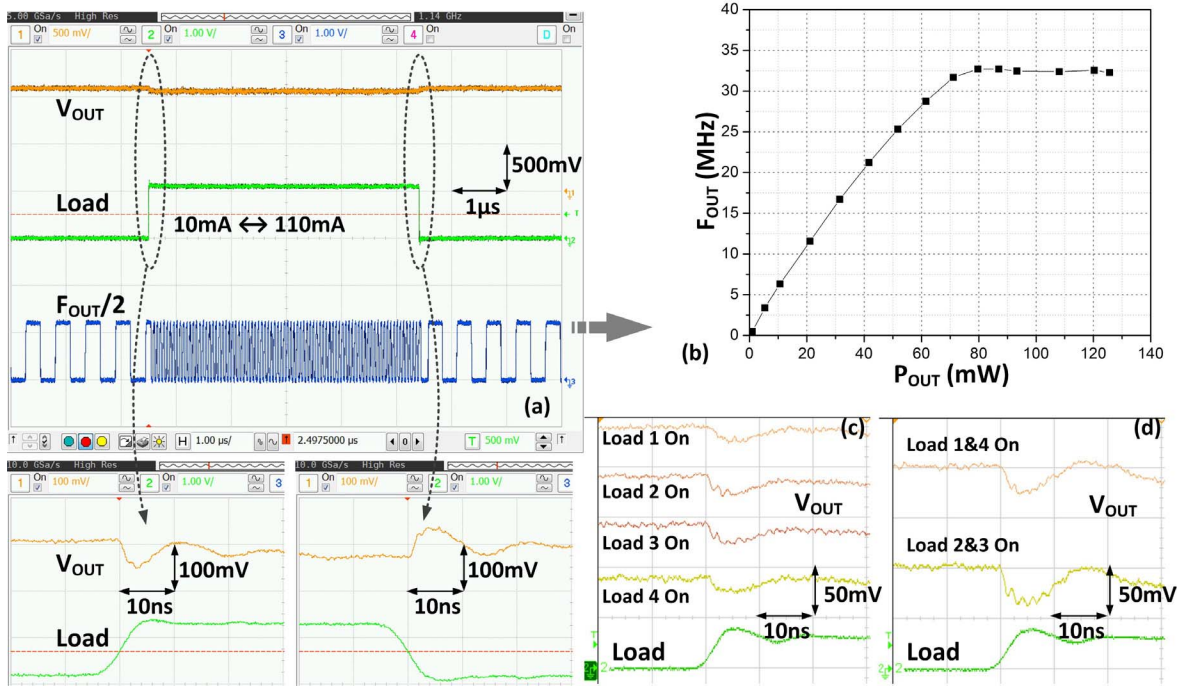 5.00 GSa/s High Res 1.14 GHz
1 On 500 mV/ 2 On 1.00 V/ 3 On 1.00 V/ 4 On D On
VOUT
500mV
1µs
Load
10mA ↔ 110mA
FOUT/2
(a)
H 1.00 µs/ 2.4975000 µs 0 T 500 mV
40
35
30
25
20
15
10
5
0
FOUT (MHz)
0 20 40 60 80 100 120 140
POUT (mW)
(b)
10.0 GSa/s High Res
1 On 100 mV/ 2 On 1.00 V/ 3
VOUT
100mV
10ns
Load
10.0 GSa/s High Res
1 On 100 mV/ 2 On 1.00 V/ 3
100mV
10ns
(c)
Load 1 On
Load 2 On
VOUT
Load 3 On
Load 4 On
50mV
10ns
Load
(d)
Load 1&4 On
VOUT
Load 2&3 On
50mV
10ns
Load